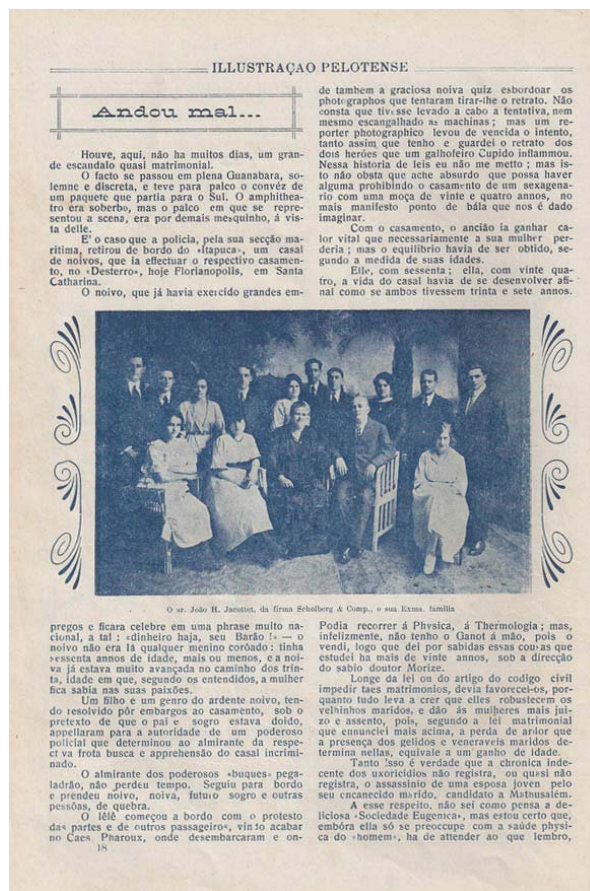 ILLUSTRAÇAO PELOTENSE
Andou mal...
Houve, aqui, não ha muitos dias, um gran-
de escandalo quasi matrimonial.
O facto se passou em plena Guanabara, so-
lemne e discreta, e teve para palco o convéz de
um paquete que partia para o Sul. O amphithea-
tro era soberbo, mas o palco em que se repre-
sentou a scena, era por demais mesquinho, á vis-
ta delle.
E' o caso que a policia, pela sua secção ma-
ritima, retirou de bordo do «Itapuca», um casal
de noivos, que ia effectuar o respectivo casamen-
to, no «Desterro», hoje Florianopolis, em Santa
Catharina.
O noivo, que já havia exercido grandes em-
de tambem a graciosa noiva quiz esbordoar os
photographos que tentaram tirar-lhe o retrato. Não
consta que tivesse levado a cabo a tentativa, nem
mesmo escangalhado as machinas; mas um re-
porter photographico levou de vencida o intento,
tanto assim que tenho e guardei o retrato dos
dois heróes que um galhofeiro Cupido inflammou.
Nessa historia de leis eu não me metto; mas is-
to não obsta que ache absurdo que possa haver
alguma prohibindo o casamento de um sexagena-
rio com uma moça de vinte e quatro annos, no
mais manifesto ponto de bála que nos é dado
imaginar.
Com o casamento, o ancião ia ganhar ca-
lor vital que necessariamente a sua mulher per-
deria; mas o equilibrio havia de ser obtido, se-
gundo a medida de suas idades.
Elle, com sessenta; ella, com vinte qua-
tro, a vida do casal havia de se desenvolver afi-
nal como se ambos tivessem trinta e sete annos.
O sr. João H. Jacottet, da firma Scholberg & Comp., e sua Exma. familia
pregos e ficara celebre em uma phrase muito na-
cional, a tal: «dinheiro haja, seu Barão!» — o
noivo não era lá qualquer menino corôado: tinha
sessenta annos de idade, mais ou menos, e a noi-
va já estava muito avançada no caminho dos trin-
ta, idade em que, segundo os entendidos, a mulher
fica sabia nas suas paixões.
Um filho e um genro do ardente noivo, ten-
do resolvido pôr embargos ao casamento, sob o
pretexto de que o pai e sogro estava doido,
appellaram para a autoridade de um poderoso
policial que determinou ao almirante da respe-
ctiva frota busca e apprehensão do casal incrimi-
nado.
O almirante dos poderosos «buques» pega-
ladrão, não perdeu tempo. Seguiu para bordo
e prendeu noivo, noiva, futuro sogro e outras
pessôas, de quebra.
O lêlê começou a bordo com o protesto
das partes e de outros passageiros, vindo acabar
no Caes Pharoux, onde desembarcaram e on-
18
Podia recorrer á Physica, á Thermologia; mas,
infelizmente, não tenho o Ganot á mão, pois o
vendi, logo que dei por sabidas essas cousas que
estudei ha mais de vinte annos, sob a direcção
do sabio doutor Morize.
Longe da lei ou do artigo do codigo civil
impedir taes matrimonios, devia favorecel-os, por-
quanto tudo leva a crer que elles robustecem os
velhinhos maridos, e dão ás mulheres mais jui-
zo e assento, pois, segundo a lei matrimonial
que ennunciei mais acima, a perda de ardor que
a presença dos gelidos e veneraveis maridos de-
termina nellas, equivale a um ganho de idade.
Tanto isso é verdade que a chronica inde-
cente dos uxoricidios não registra, ou quasi não
registra, o assassinio de uma esposa joven pelo
seu encanecido marido, candidato a Mathusalém.
A esse respeito, não sei como pensa a de-
liciosa «Sociedade Eugenica», mas estou certo que,
embóra ella só se preoccupe com a saúde physi-
ca do «homem», ha de attender ao que lembro,